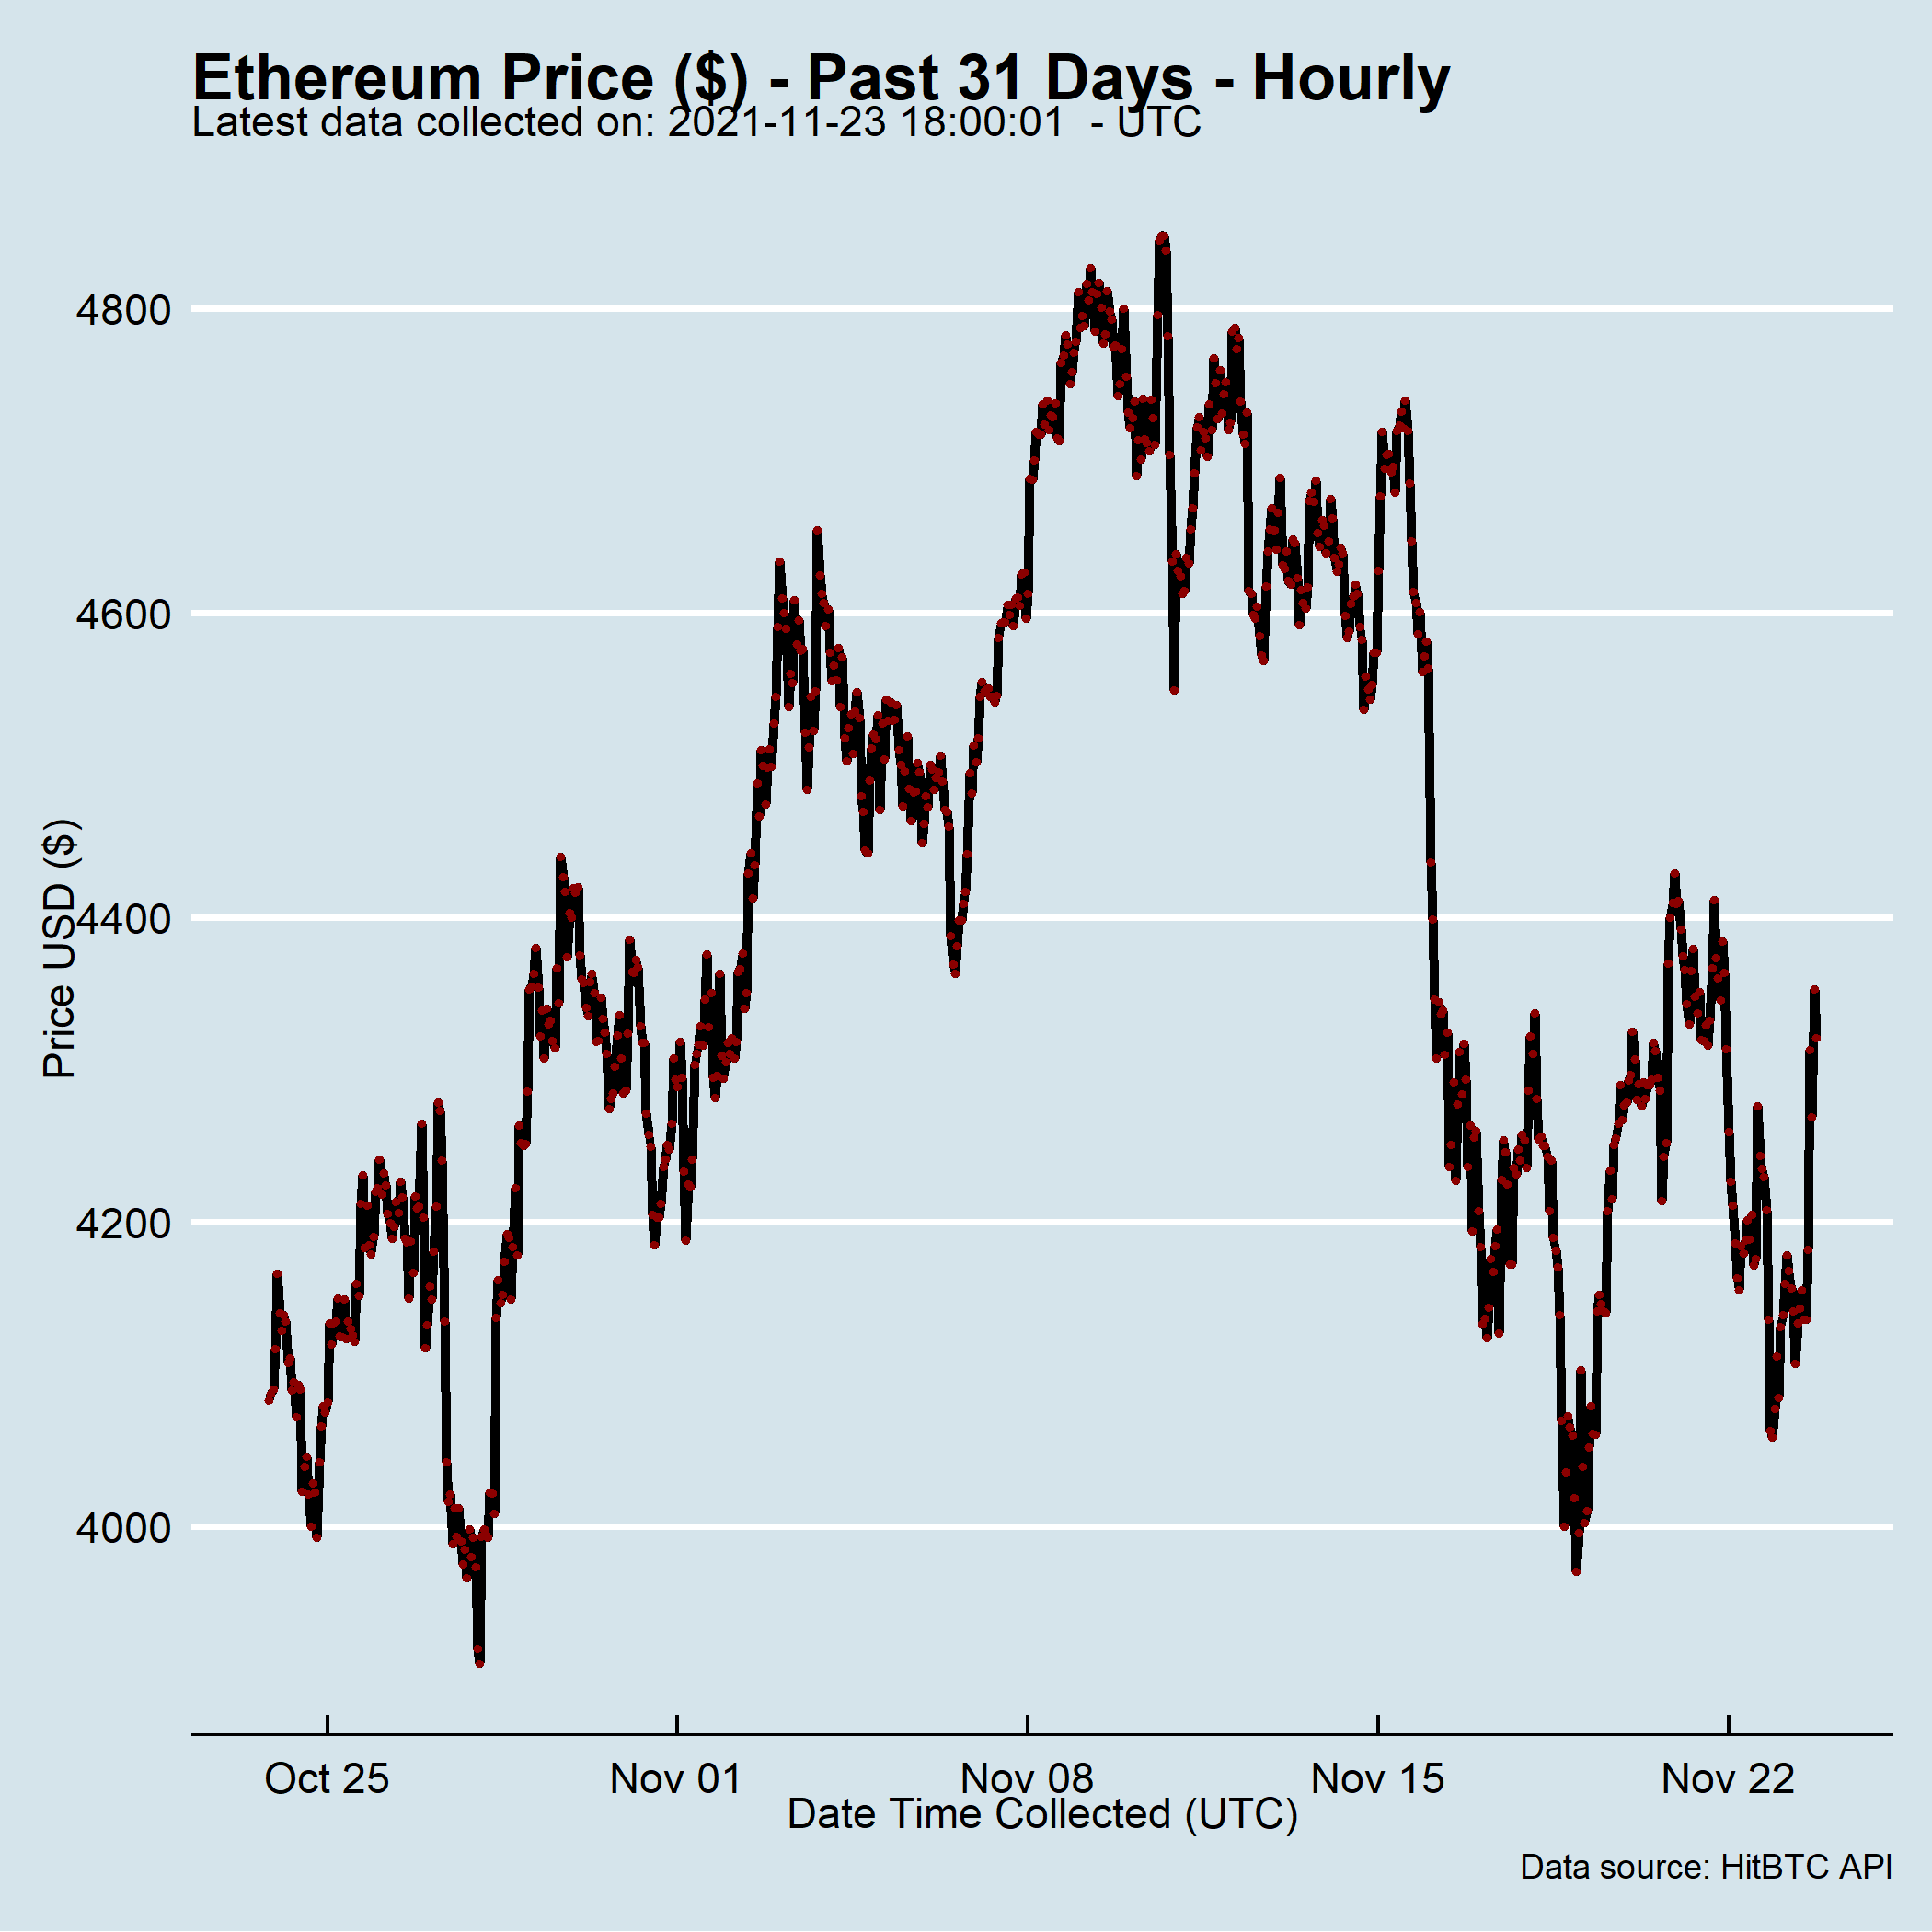 Ethereum Price ($) - Past 31 Days - Hourly
Latest data collected on: 2021-11-23 18:00:01  - UTC
4800
4600
4400
4200
4000
Price USD ($)
Oct 25 Nov 01 Nov 08 Nov 15 Nov 22
Date Time Collected (UTC)
Data source: HitBTC API